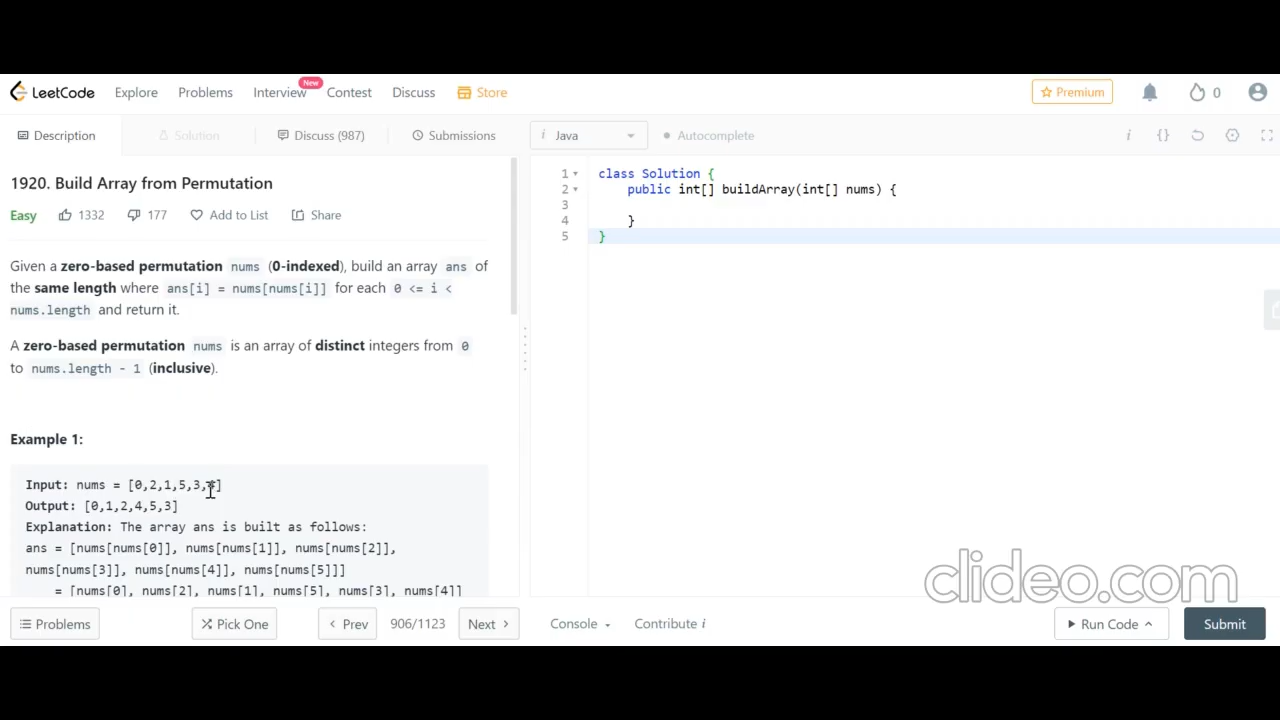 LeetCode Explore Problems Interview New Contest Discuss Store Premium 0
Description Solution Discuss (987) Submissions i Java Autocomplete i {}
1920. Build Array from Permutation
Easy 1332 177 Add to List Share
Given a zero-based permutation nums (0-indexed), build an array ans of
the same length where ans[i] = nums[nums[i]] for each 0 <= i <
nums.length and return it.
A zero-based permutation nums is an array of distinct integers from 0
to nums.length - 1 (inclusive).
Example 1:
Input: nums = [0,2,1,5,3, ]
Output: [0,1,2,4,5,3]
Explanation: The array ans is built as follows:
ans = [nums[nums[0]], nums[nums[1]], nums[nums[2]],
nums[nums[3]], nums[nums[4]], nums[nums[5]]]
= [nums[0], nums[2], nums[1], nums[5], nums[3], nums[4]]
1 class Solution {
2 public int[] buildArray(int[] nums) {
3
4 }
5 }
clideo.com
Problems Pick One Prev 906/1123 Next Console Contribute i Run Code Submit